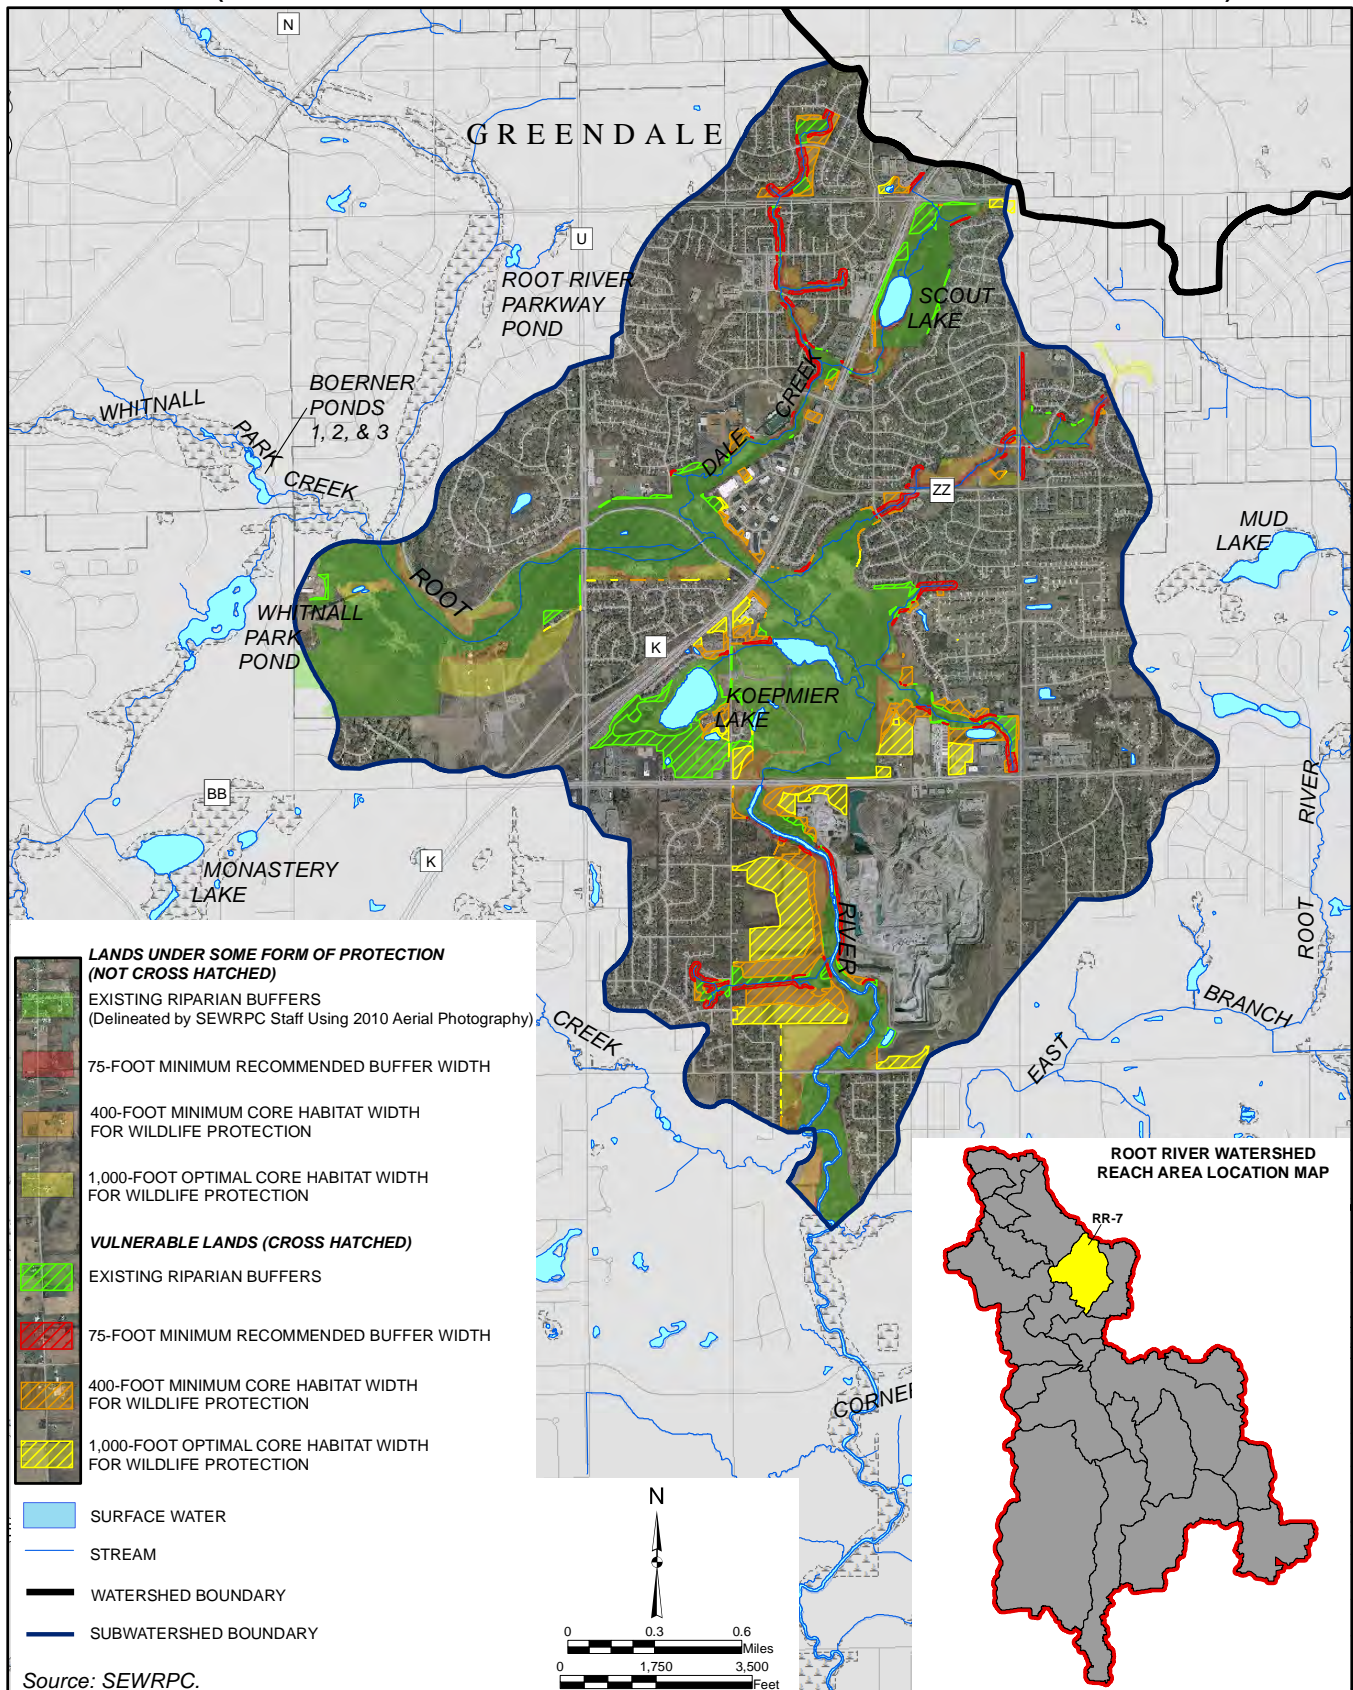 N
GREENDALE
U
ROOT RIVER
PARKWAY
POND
SCOUT
LAKE
BOERNER
PONDS
1, 2, & 3
WHITNALL
PARK
CREEK
DALE CREEK
ZZ
MUD
LAKE
ROOT
WHITNALL
PARK
POND
K
KOEPMIER
LAKE
BB
K
MONASTERY
LAKE
RIVER
ROOT RIVER
CREEK
EAST BRANCH
CORNER
LANDS UNDER SOME FORM OF PROTECTION
(NOT CROSS HATCHED)
EXISTING RIPARIAN BUFFERS
(Delineated by SEWRPC Staff Using 2010 Aerial Photography)
75-FOOT MINIMUM RECOMMENDED BUFFER WIDTH
400-FOOT MINIMUM CORE HABITAT WIDTH
FOR WILDLIFE PROTECTION
1,000-FOOT OPTIMAL CORE HABITAT WIDTH
FOR WILDLIFE PROTECTION
VULNERABLE LANDS (CROSS HATCHED)
EXISTING RIPARIAN BUFFERS
75-FOOT MINIMUM RECOMMENDED BUFFER WIDTH
400-FOOT MINIMUM CORE HABITAT WIDTH
FOR WILDLIFE PROTECTION
1,000-FOOT OPTIMAL CORE HABITAT WIDTH
FOR WILDLIFE PROTECTION
SURFACE WATER
STREAM
WATERSHED BOUNDARY
SUBWATERSHED BOUNDARY
Source: SEWRPC.
N
0 0.3 0.6
Miles
0 1,750 3,500
Feet
ROOT RIVER WATERSHED
REACH AREA LOCATION MAP
RR-7